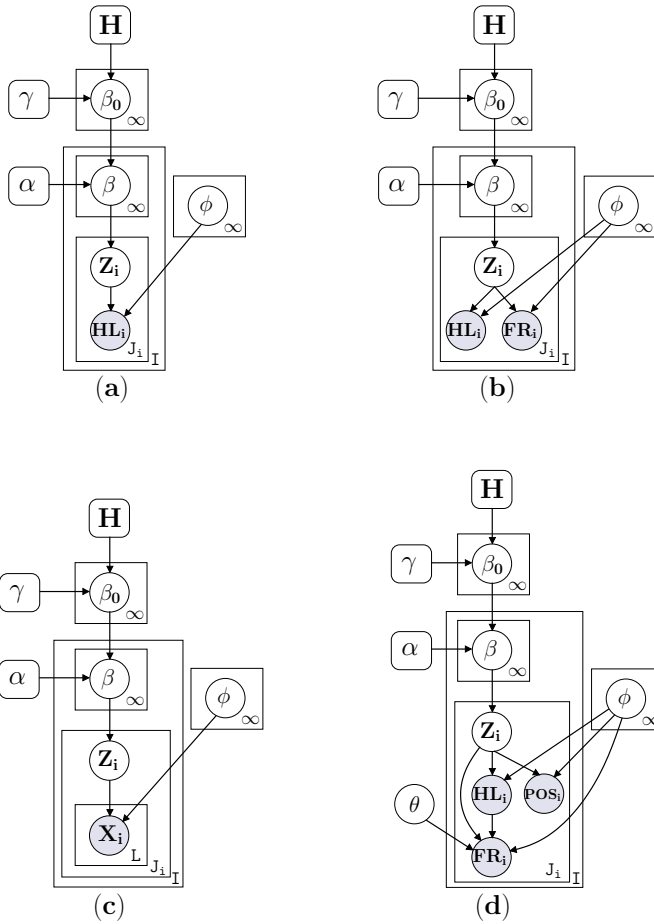 H
γ
β₀
∞
α
β
∞
ϕ
∞
Zᵢ
HLᵢ
Jᵢ
I
(a)
H
γ
β₀
∞
α
β
∞
ϕ
∞
Zᵢ
HLᵢ
FRᵢ
Jᵢ
I
(b)
H
γ
β₀
∞
α
β
∞
ϕ
∞
Zᵢ
Xᵢ
L
Jᵢ
I
(c)
H
γ
β₀
∞
α
β
∞
ϕ
∞
Zᵢ
HLᵢ
POSᵢ
θ
FRᵢ
Jᵢ
I
(d)